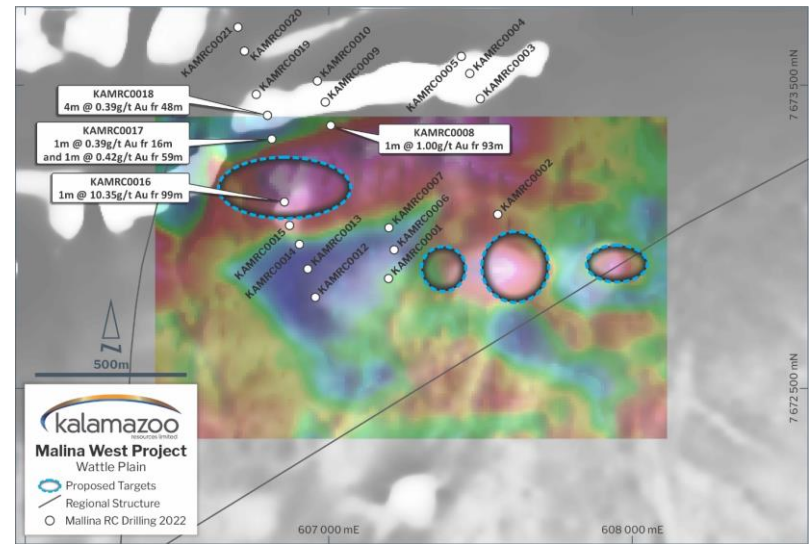 KAMRC0021
KAMRC0020
KAMRC0019
KAMRC0010
KAMRC0009
KAMRC0005
KAMRC0004
KAMRC0003
7 673 500 mN
KAMRC0018
4m @ 0.39g/t Au fr 48m
KAMRC0017
1m @ 0.39g/t Au fr 16m
and 1m @ 0.42g/t Au fr 59m
KAMRC0008
1m @ 1.00g/t Au fr 93m
KAMRC0016
1m @ 10.35g/t Au fr 99m
KAMRC0007
KAMRC0006
KAMRC0001
KAMRC0002
KAMRC0015
KAMRC0014
KAMRC0013
KAMRC0012
N
500m
7 672 500 mN
kalamazoo
resources limited
Malina West Project
Wattle Plain
Proposed Targets
Regional Structure
Mallina RC Drilling 2022
607 000 mE
608 000 mE